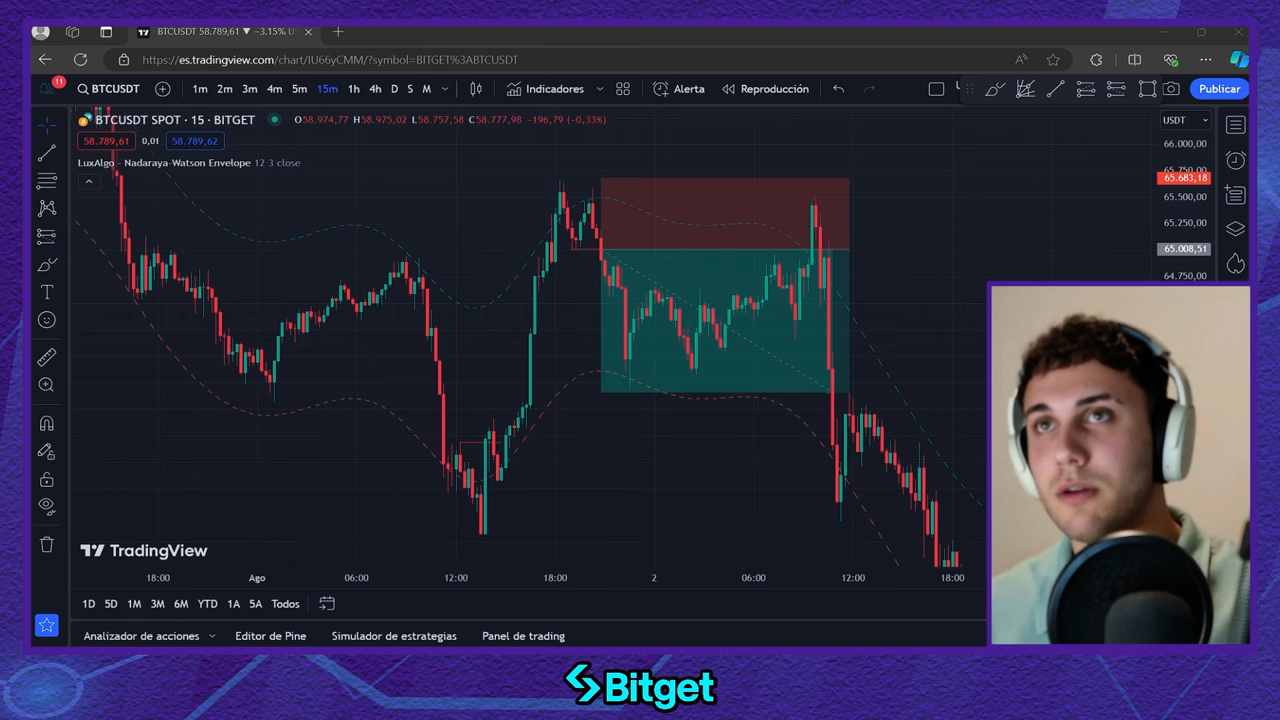 BTCUSDT 58.789,61 ▼ −3.15% U
https://es.tradingview.com/chart/IU66yCMM/?symbol=BITGET%3ABTCUSDT
11
BTCUSDT 1m 2m 3m 4m 5m 15m 1h 4h D S M Indicadores Alerta Reproducción Publicar
BTCUSDT SPOT · 15 · BITGET O58.974,77 H58.975,02 L58.757,58 C58.777,98 −196,79 (−0,33%)
USDT
58.789,61 0,01 58.789,62
66.000,00
LuxAlgo - Nadaraya-Watson Envelope 12 3 close
65.750,00
65.683,18
65.500,00
65.250,00
65.008,51
64.750,00
TradingView
18:00 Ago 06:00 12:00 18:00 2 06:00 12:00 18:00
1D 5D 1M 3M 6M YTD 1A 5A Todos
Analizador de acciones Editor de Pine Simulador de estrategias Panel de trading
Bitget